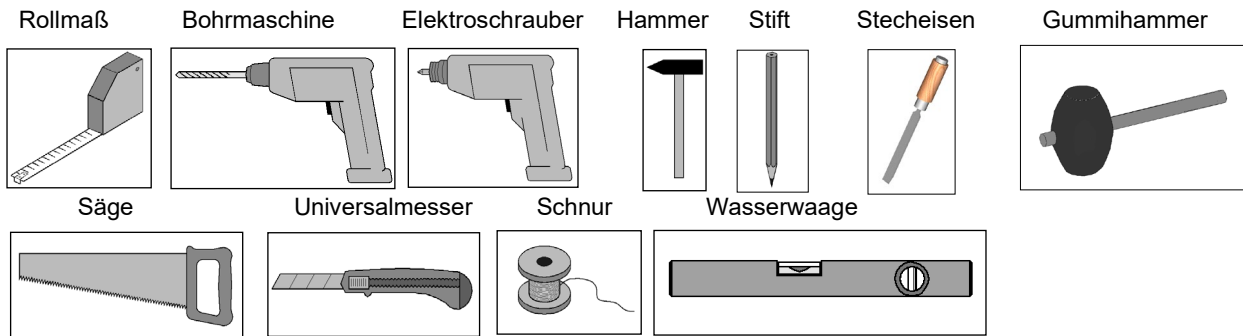 Rollmaß Bohrmaschine Elektroschrauber Hammer Stift Stecheisen Gummihammer
Säge Universalmesser Schnur Wasserwaage